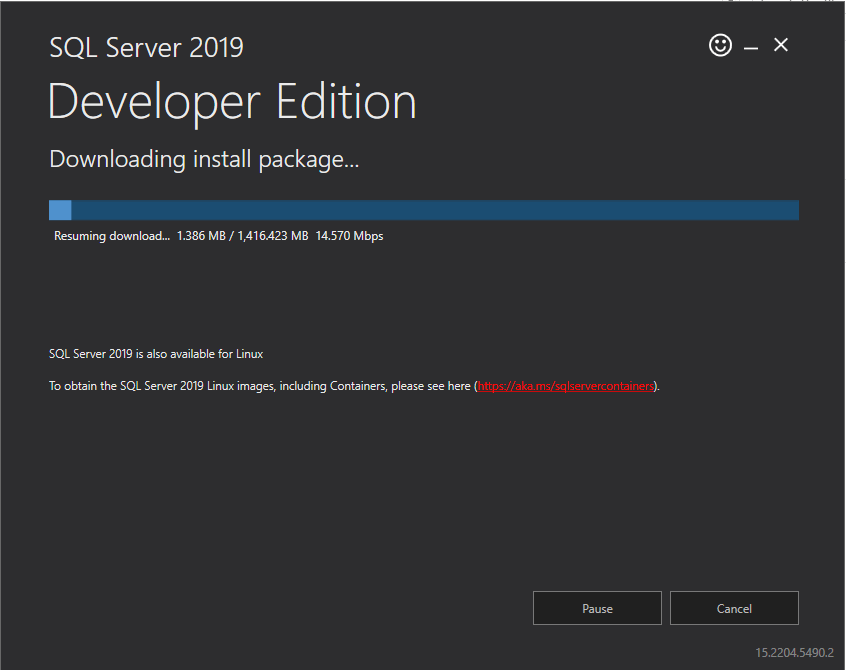 SQL Server 2019
Developer Edition
Downloading install package...
Resuming download... 1.386 MB / 1,416.423 MB 14.570 Mbps
SQL Server 2019 is also available for Linux
To obtain the SQL Server 2019 Linux images, including Containers, please see here (https://aka.ms/sqlservercontainers).
Pause Cancel
15.2204.5490.2